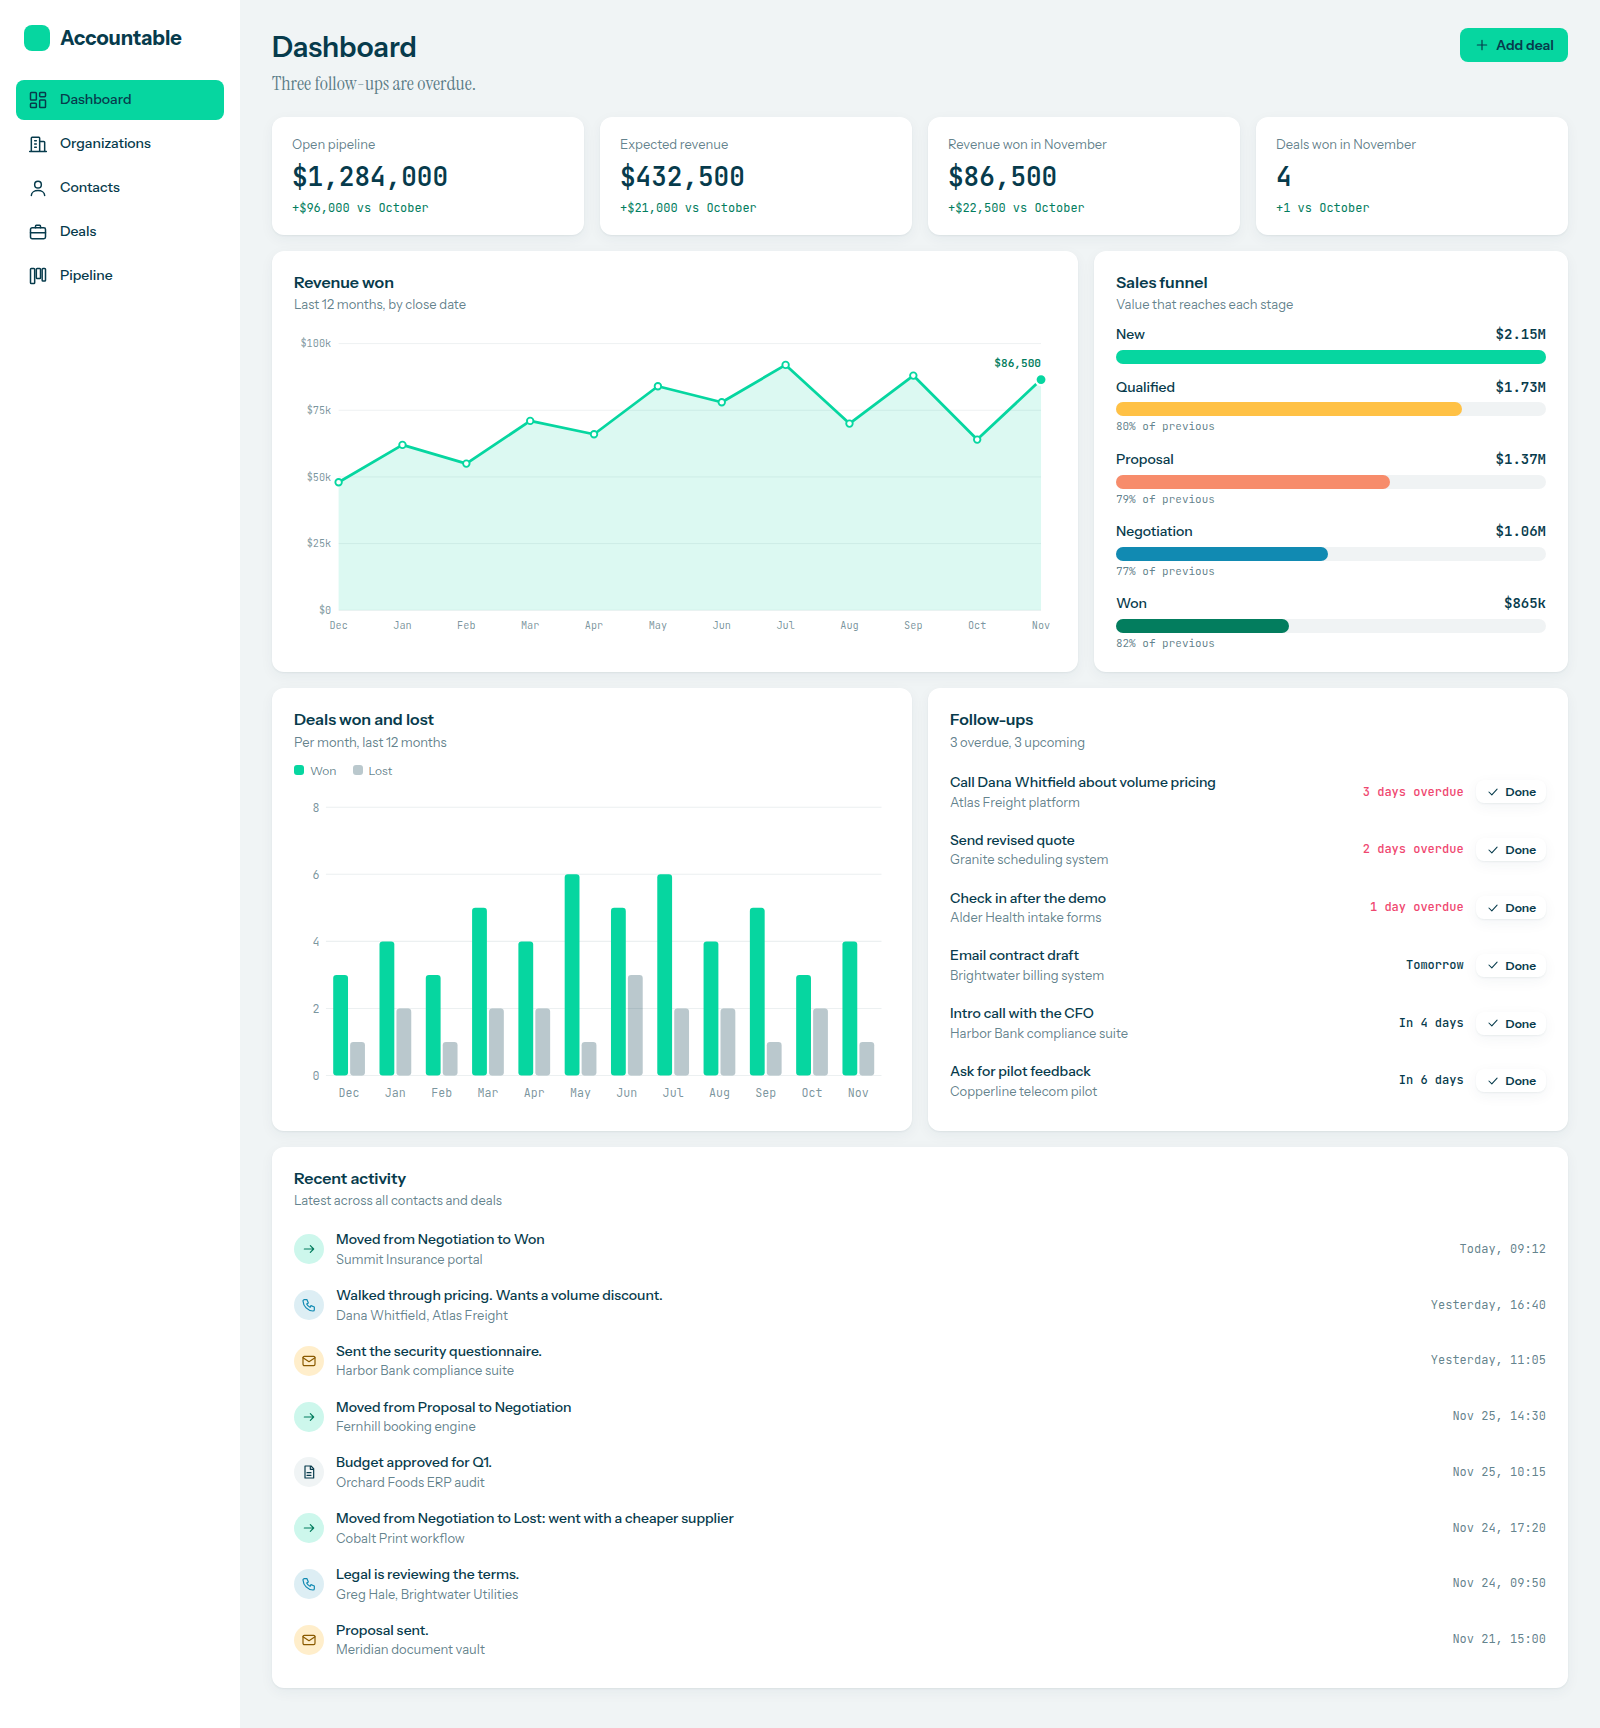 Accountable
Dashboard
Organizations
Contacts
Deals
Pipeline
Dashboard
Three follow-ups are overdue.
Add deal
Open pipeline
$1,284,000
+$96,000 vs October
Expected revenue
$432,500
+$21,000 vs October
Revenue won in November
$86,500
+$22,500 vs October
Deals won in November
4
+1 vs October
Revenue won
Last 12 months, by close date
$100k
$75k
$50k
$25k
$0
$86,500
Dec Jan Feb Mar Apr May Jun Jul Aug Sep Oct Nov
Sales funnel
Value that reaches each stage
New $2.15M
Qualified $1.73M
80% of previous
Proposal $1.37M
79% of previous
Negotiation $1.06M
77% of previous
Won $865k
82% of previous
Deals won and lost
Per month, last 12 months
Won Lost
8
6
4
2
0
Dec Jan Feb Mar Apr May Jun Jul Aug Sep Oct Nov
Follow-ups
3 overdue, 3 upcoming
Call Dana Whitfield about volume pricing
Atlas Freight platform
3 days overdue Done
Send revised quote
Granite scheduling system
2 days overdue Done
Check in after the demo
Alder Health intake forms
1 day overdue Done
Email contract draft
Brightwater billing system
Tomorrow Done
Intro call with the CFO
Harbor Bank compliance suite
In 4 days Done
Ask for pilot feedback
Copperline telecom pilot
In 6 days Done
Recent activity
Latest across all contacts and deals
Moved from Negotiation to Won
Summit Insurance portal
Today, 09:12
Walked through pricing. Wants a volume discount.
Dana Whitfield, Atlas Freight
Yesterday, 16:40
Sent the security questionnaire.
Harbor Bank compliance suite
Yesterday, 11:05
Moved from Proposal to Negotiation
Fernhill booking engine
Nov 25, 14:30
Budget approved for Q1.
Orchard Foods ERP audit
Nov 25, 10:15
Moved from Negotiation to Lost: went with a cheaper supplier
Cobalt Print workflow
Nov 24, 17:20
Legal is reviewing the terms.
Greg Hale, Brightwater Utilities
Nov 24, 09:50
Proposal sent.
Meridian document vault
Nov 21, 15:00